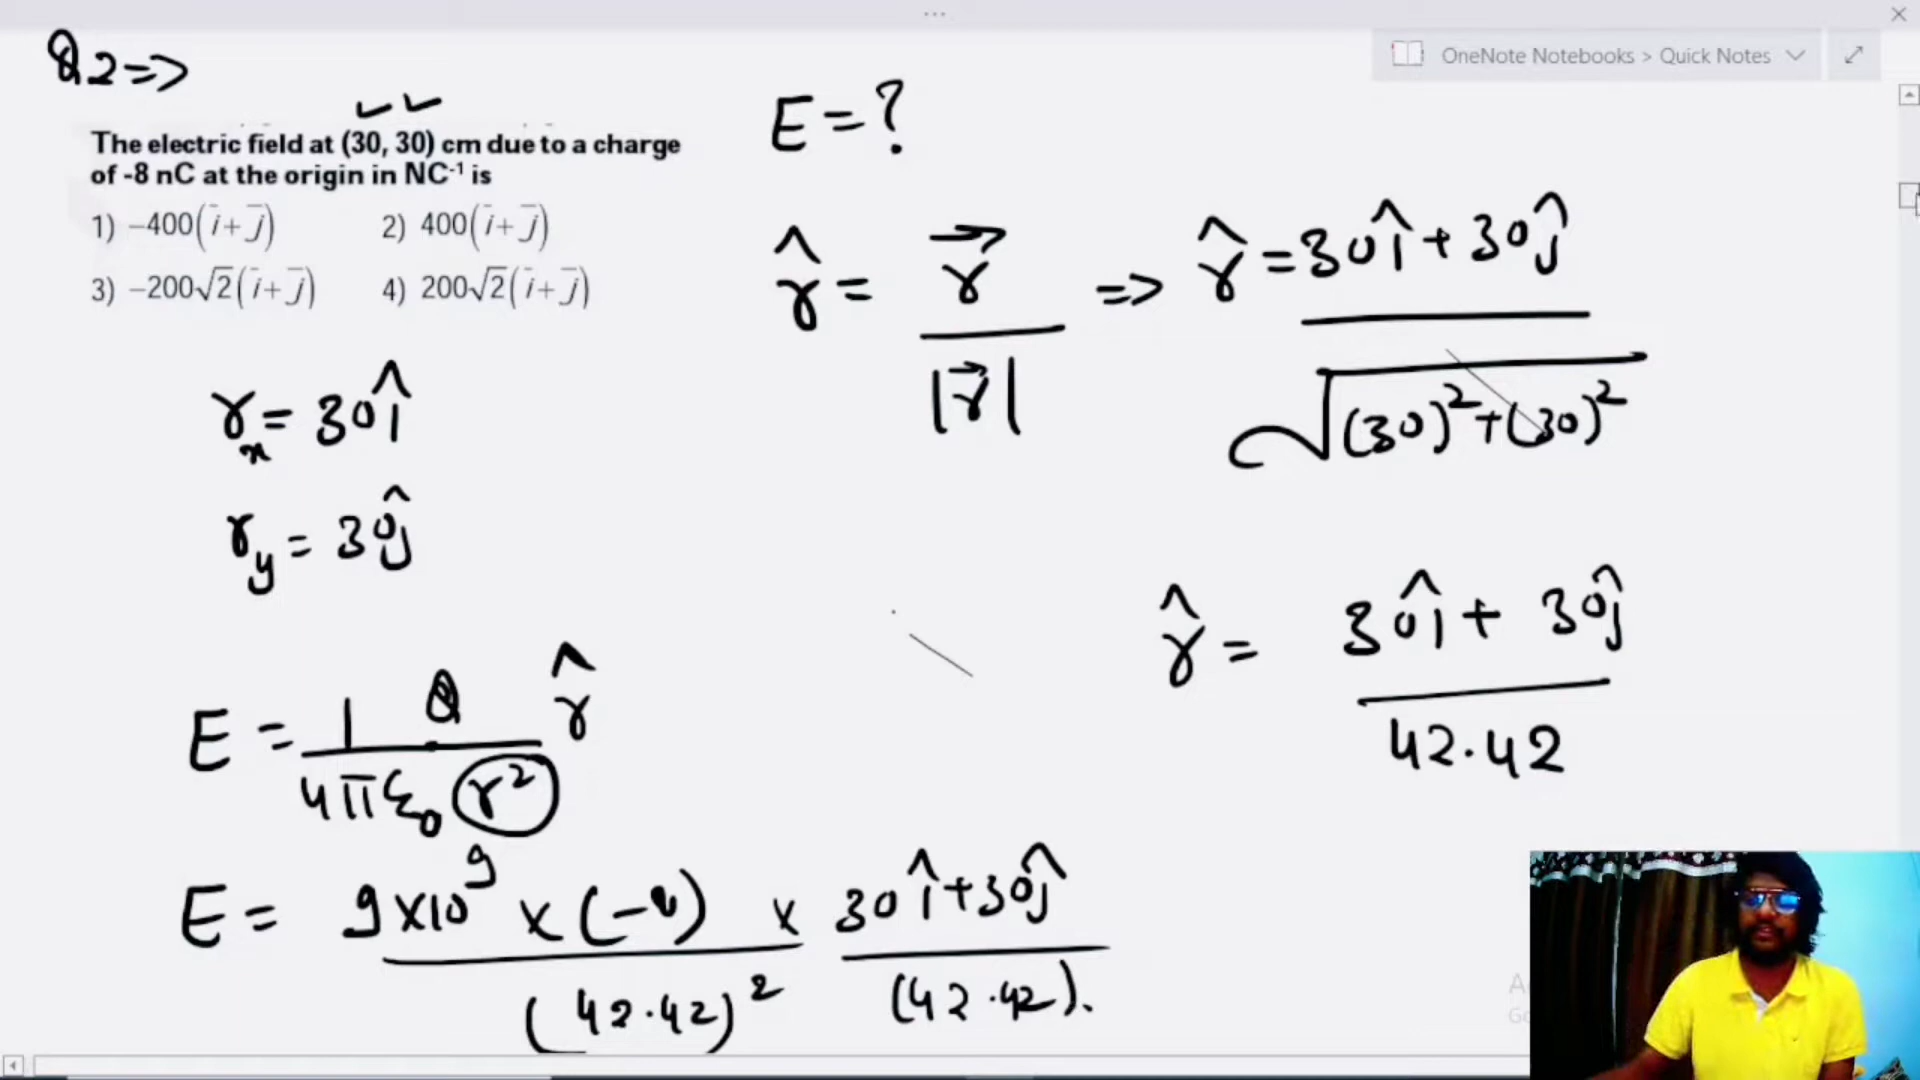 Q2=>
OneNote Notebooks > Quick Notes
The electric field at (30, 30) cm due to a charge
of -8 nC at the origin in NC⁻¹ is
1) −400(i̅+ j̅)
2) 400(i̅+ j̅)
3) −200√2(i̅+ j̅)
4) 200√2(i̅+ j̅)
E=?
r̂ = r⃗ / |r⃗| => r̂ = 30î + 30ĵ / √(30)²+(30)²
rₓ = 30î
r_y = 30ĵ
r̂ = 30î + 30ĵ / 42.42
E = 1 Q / 4πε₀ r² r̂
E = 9×10⁹ × (-8) / (42.42)² × 30î+30ĵ / (42.42).